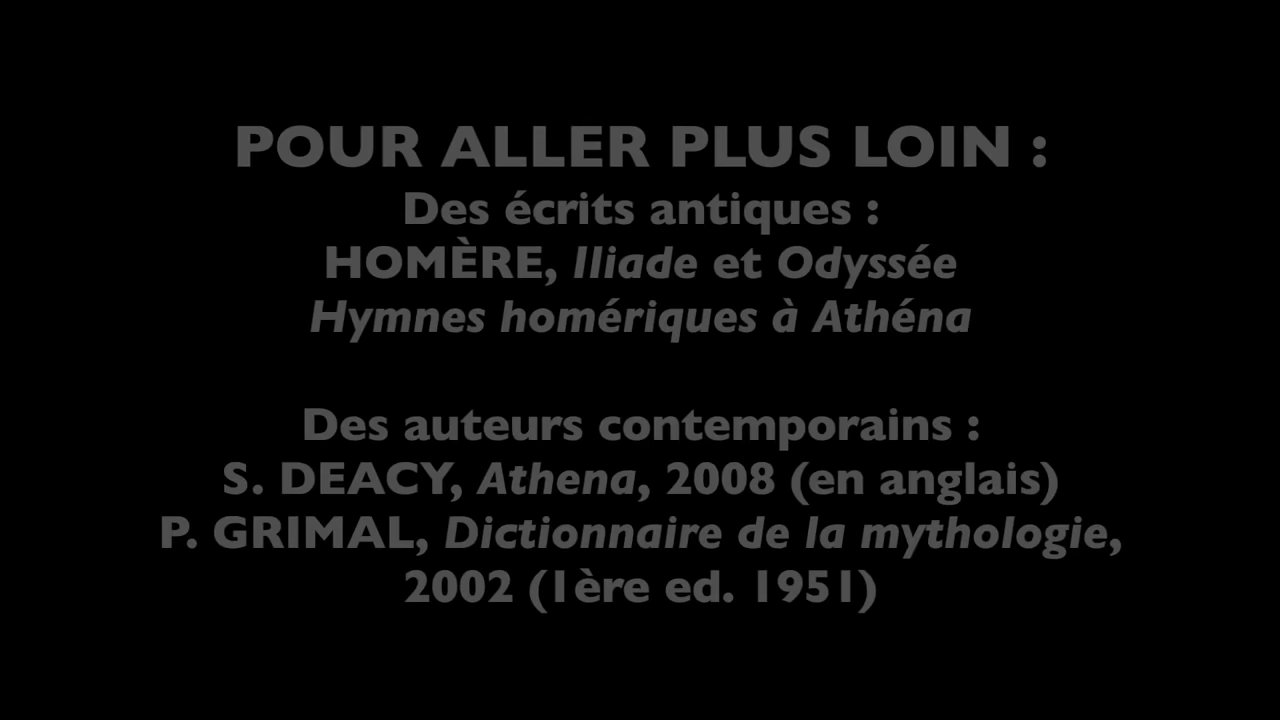 POUR ALLER PLUS LOIN :
Des écrits antiques :
HOMÈRE, Iliade et Odyssée
Hymnes homériques à Athéna
Des auteurs contemporains :
S. DEACY, Athena, 2008 (en anglais)
P. GRIMAL, Dictionnaire de la mythologie,
2002 (1ère ed. 1951)